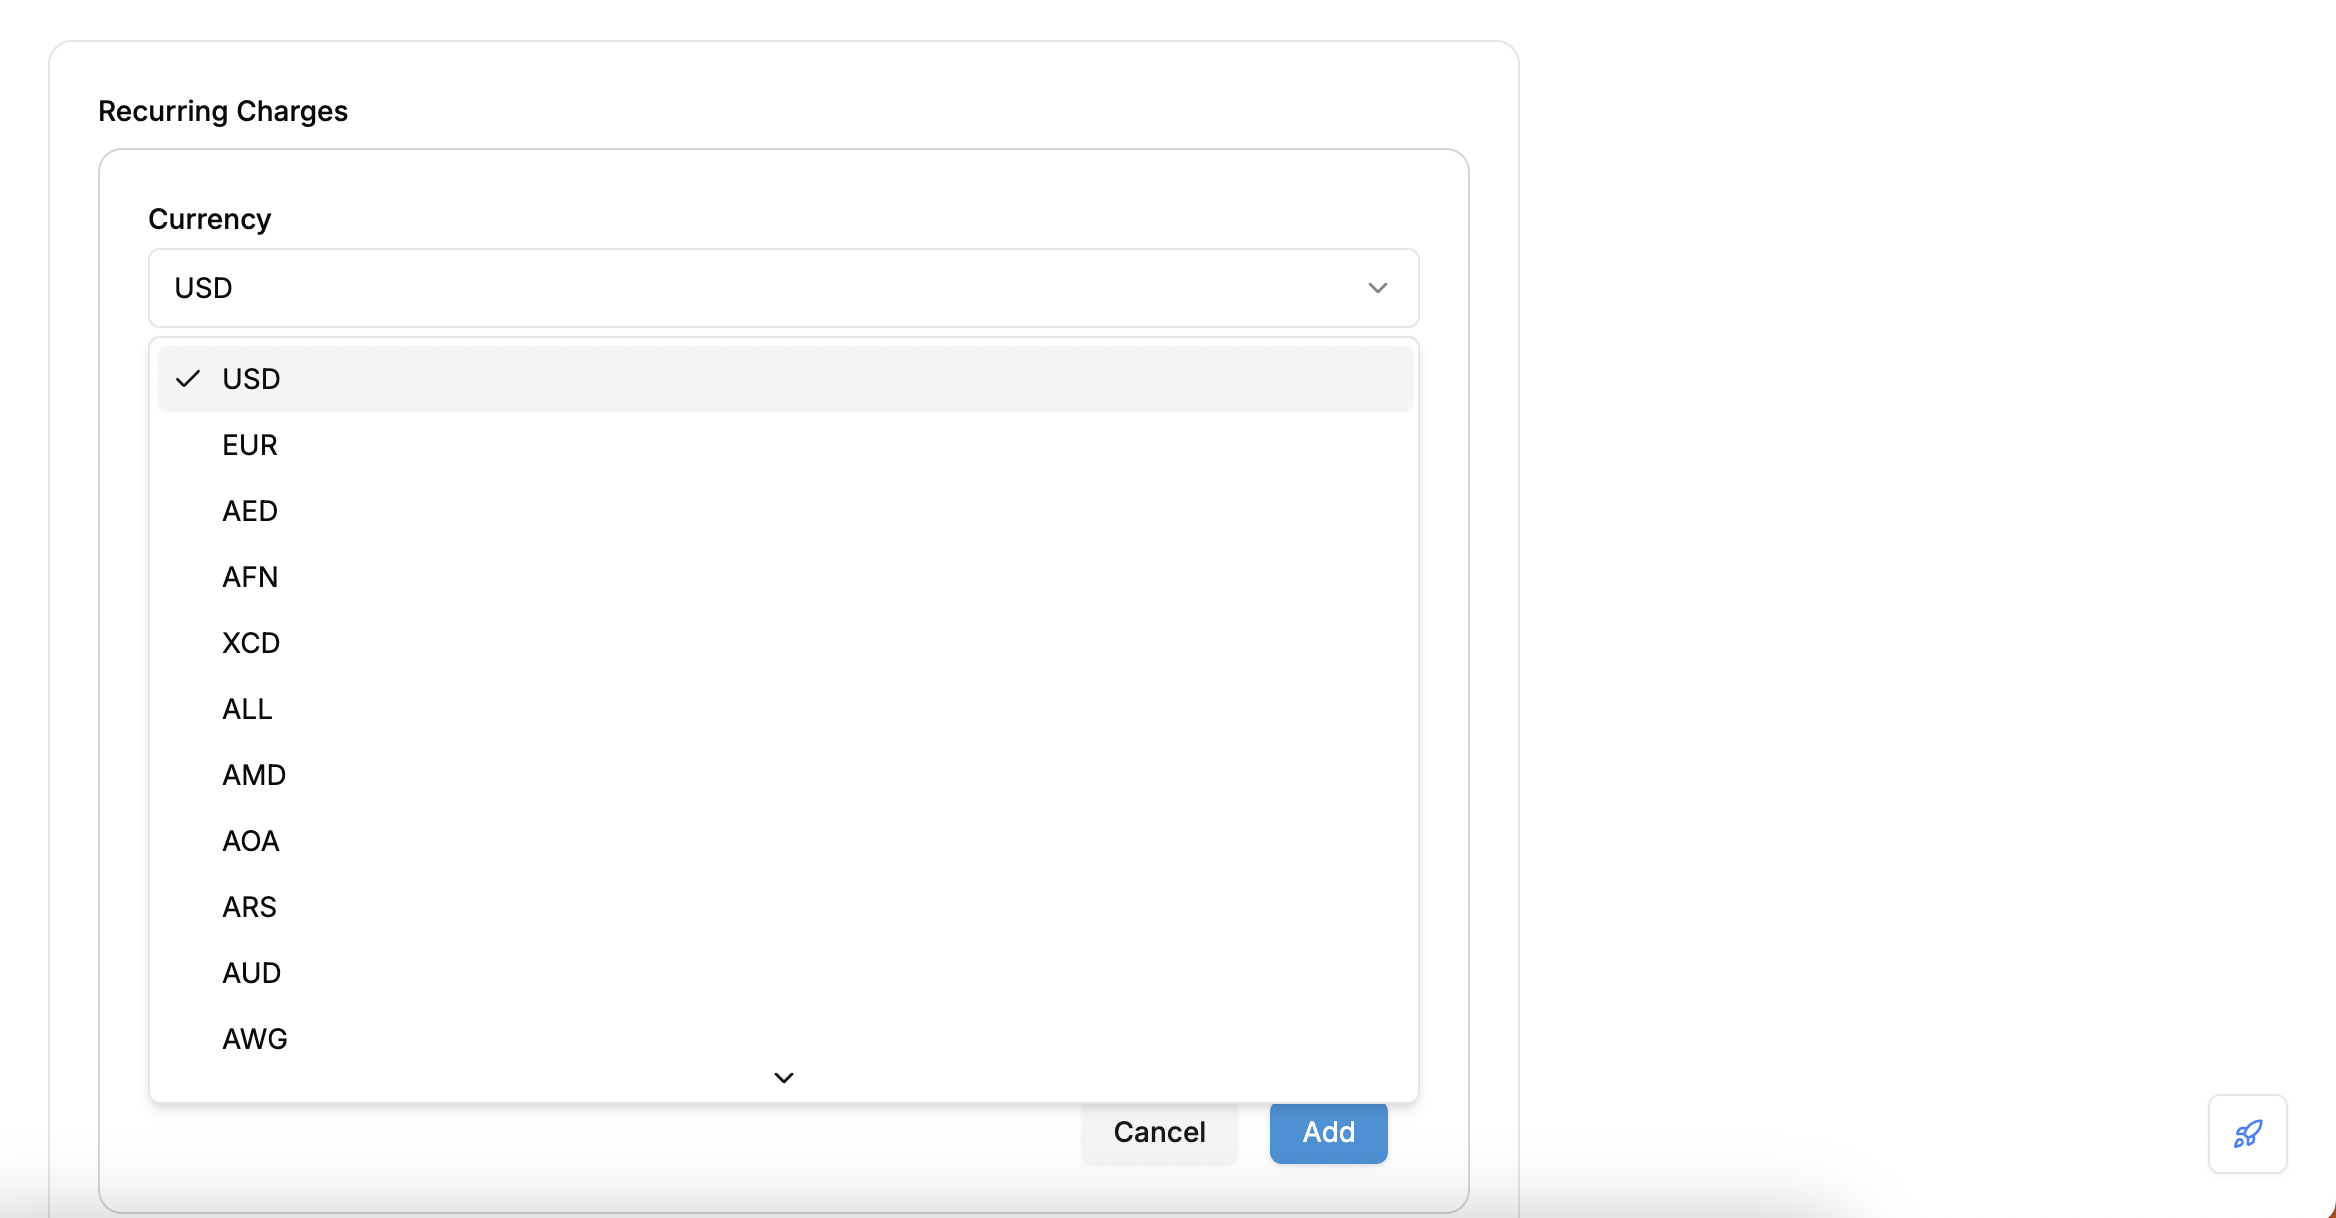 Recurring Charges
Currency
USD
USD
EUR
AED
AFN
XCD
ALL
AMD
AOA
ARS
AUD
AWG
Cancel Add